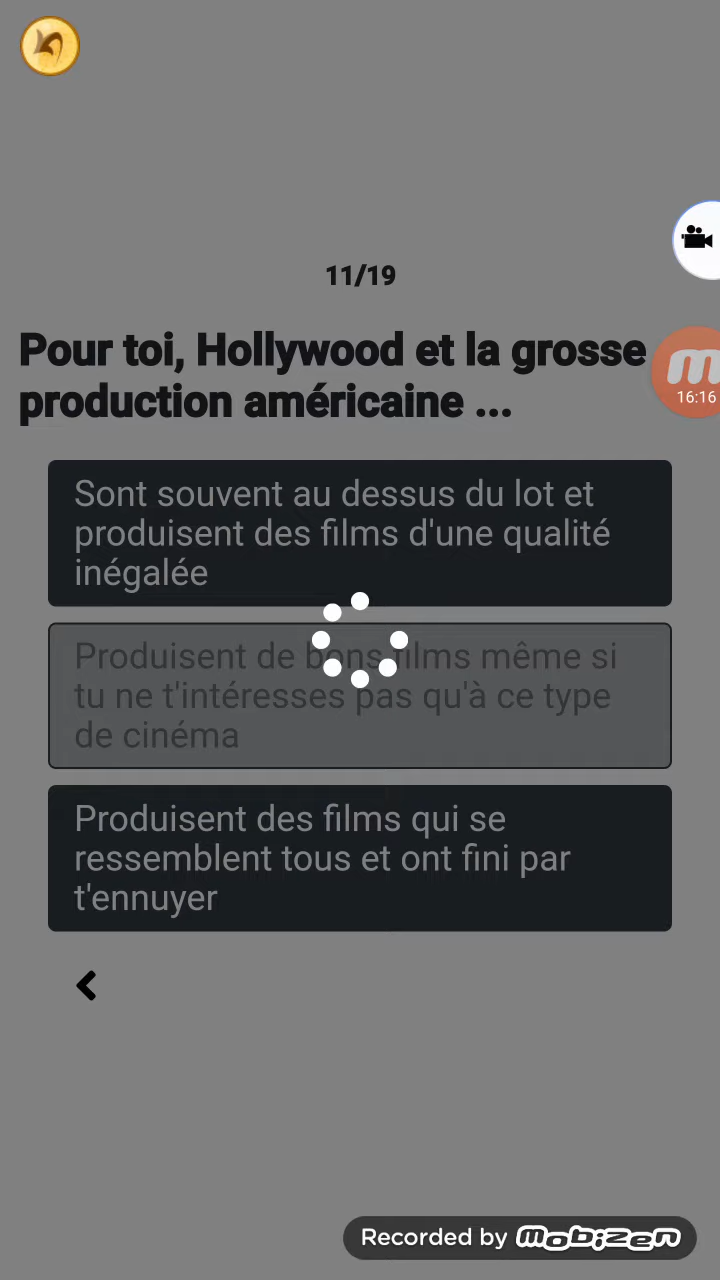 11/19
Pour toi, Hollywood et la grosse
production américaine ...
16:16
Sont souvent au dessus du lot et
produisent des films d'une qualité
inégalée
Produisent de bons films même si
tu ne t'intéresses pas qu'à ce type
de cinéma
Produisent des films qui se
ressemblent tous et ont fini par
t'ennuyer
Recorded by mobizen